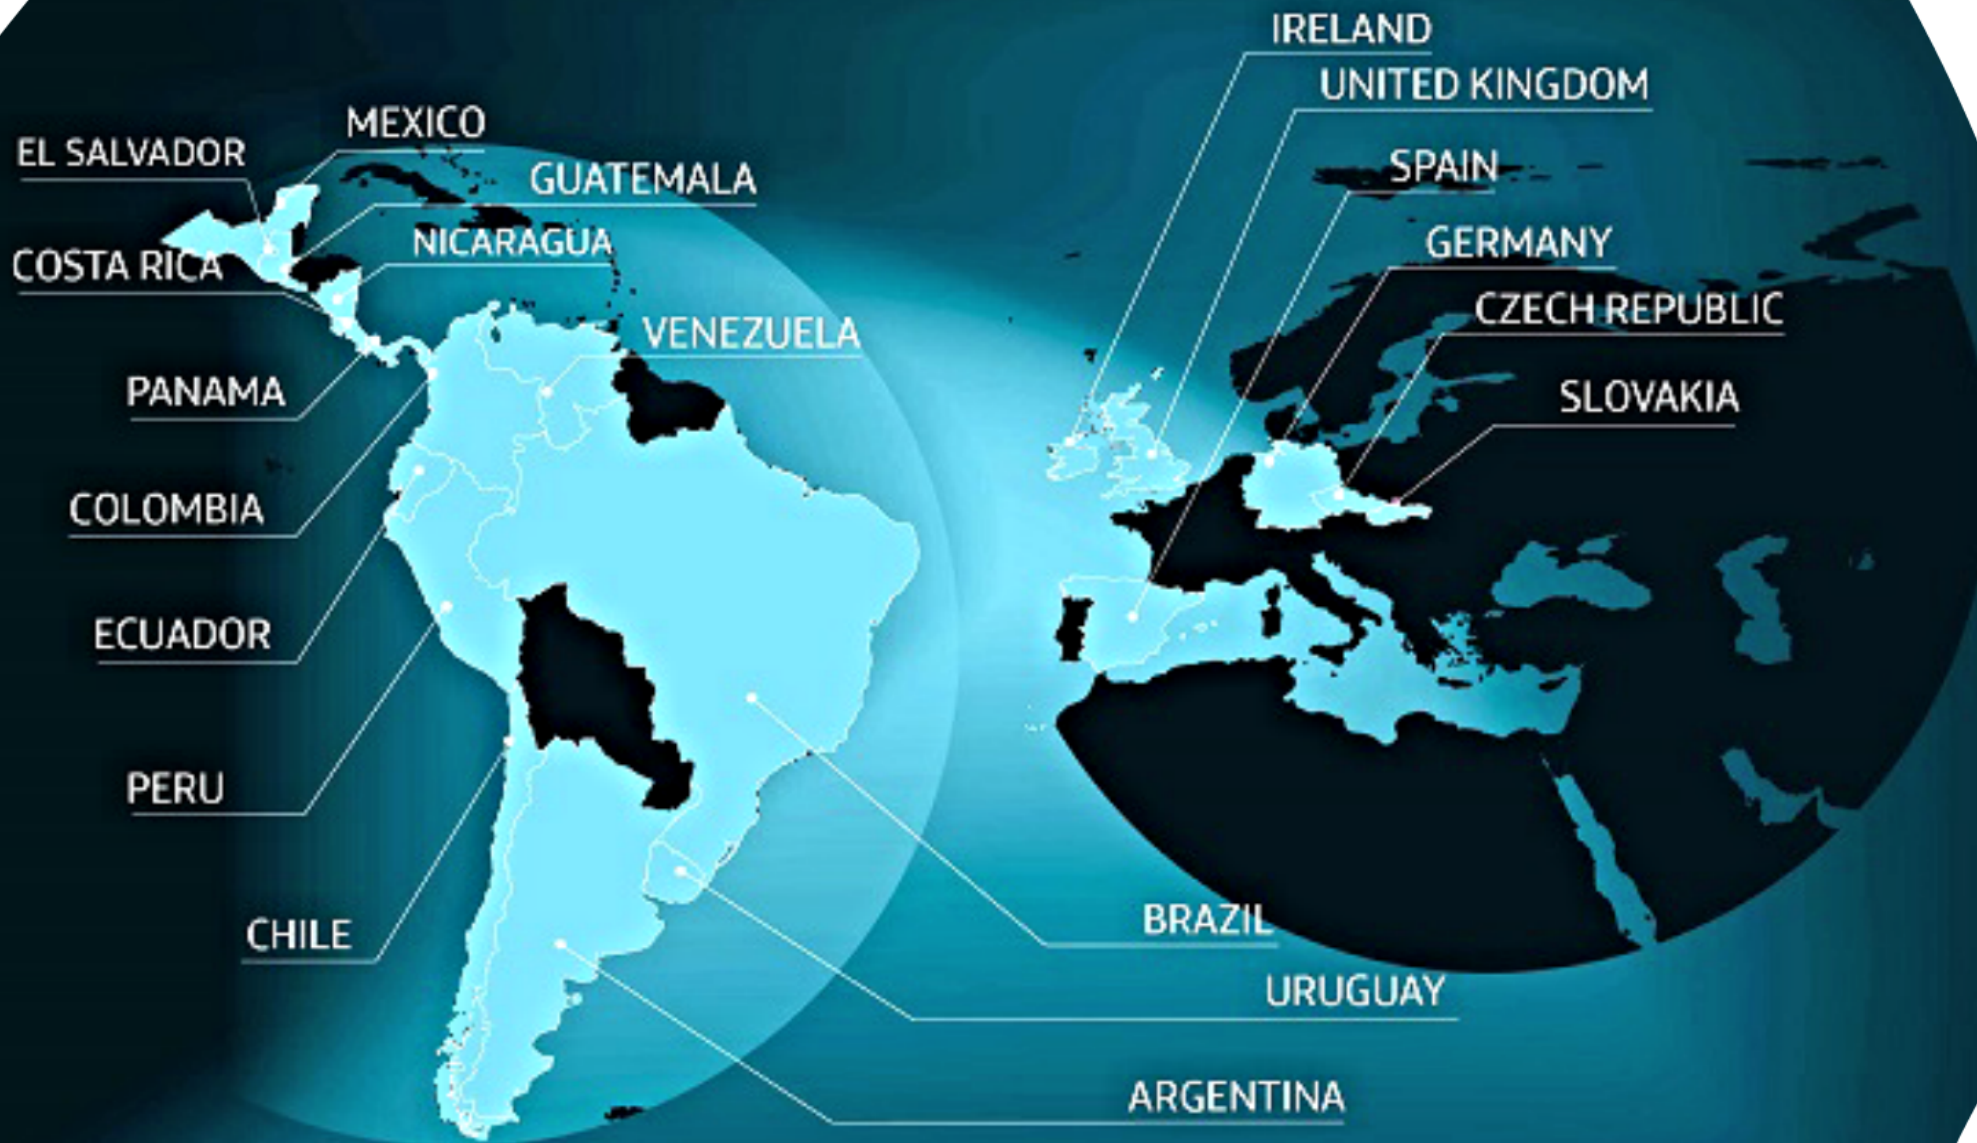 IRELAND
UNITED KINGDOM
MEXICO
EL SALVADOR
SPAIN
GUATEMALA
NICARAGUA
GERMANY
COSTA RICA
CZECH REPUBLIC
VENEZUELA
PANAMA
SLOVAKIA
COLOMBIA
ECUADOR
PERU
BRAZIL
CHILE
URUGUAY
ARGENTINA